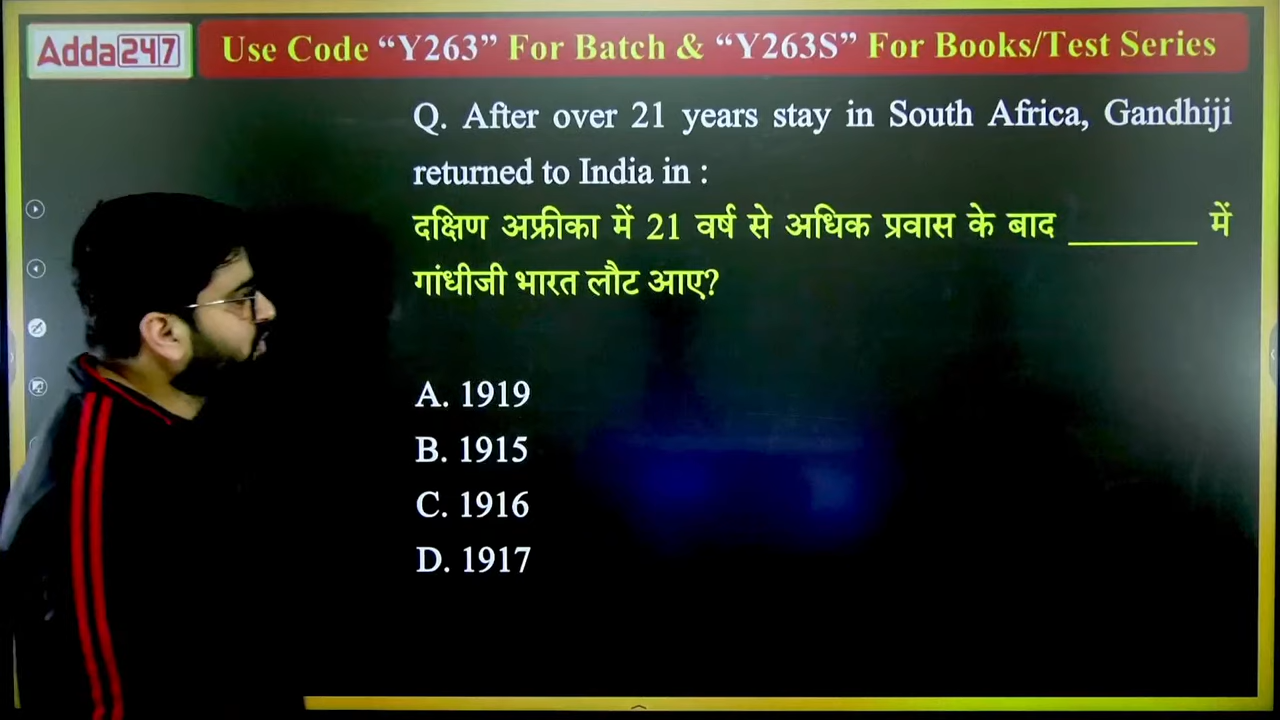 Adda247
Use Code “Y263” For Batch & “Y263S” For Books/Test Series
Q. After over 21 years stay in South Africa, Gandhiji
returned to India in :
दक्षिण अफ्रीका में 21 वर्ष से अधिक प्रवास के बाद ________ में
गांधीजी भारत लौट आए?
A. 1919
B. 1915
C. 1916
D. 1917